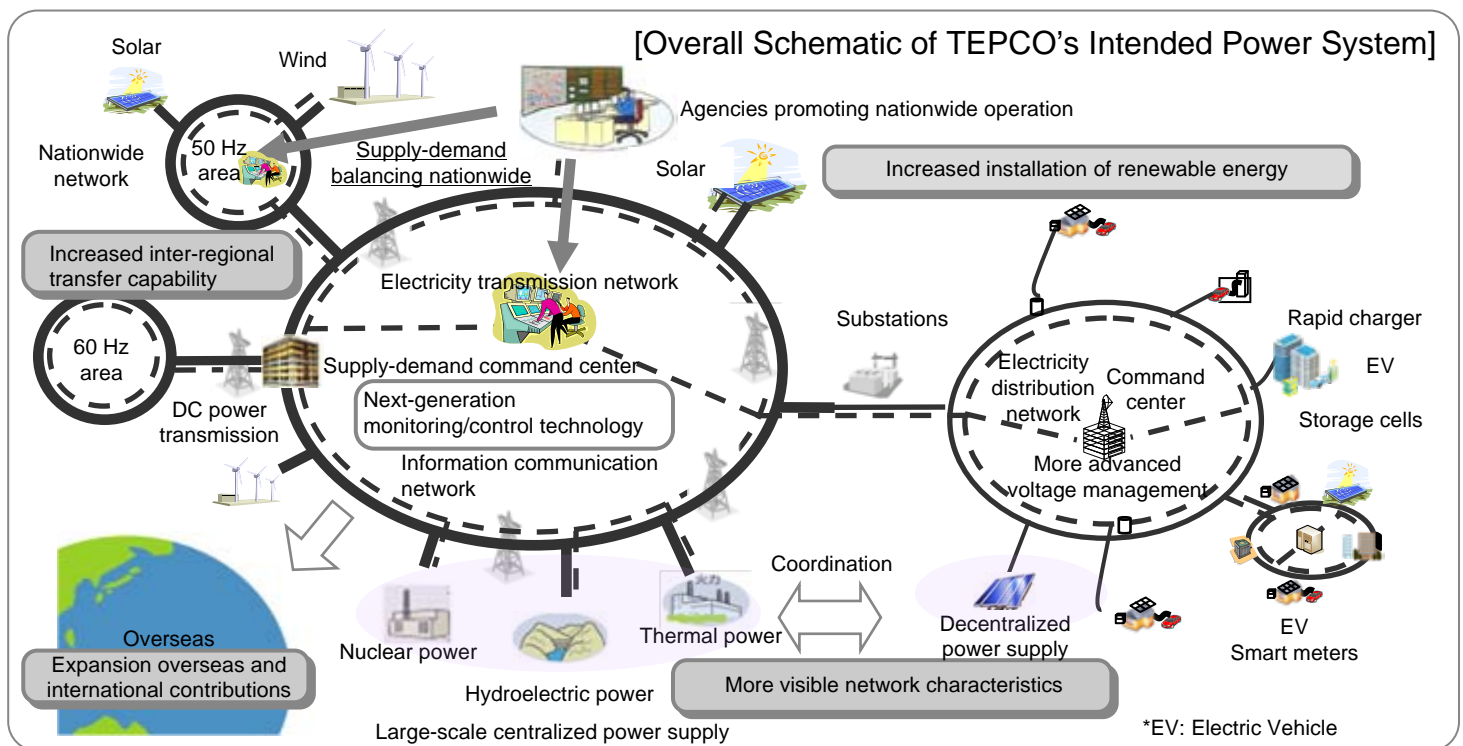 [Overall Schematic of TEPCO's Intended Power System]
Solar
Wind
Agencies promoting nationwide operation
50 Hz
area
Nationwide
network
Supply-demand
balancing nationwide
Solar
Increased installation of renewable energy
Increased inter-regional
transfer capability
Electricity transmission network
Substations
Rapid charger
60 Hz
area
Supply-demand command center
Electricity
distribution
network
Command
center
EV
Storage cells
DC power
transmission
Next-generation
monitoring/control technology
Information communication
network
More advanced
voltage management
Coordination
火力
Nuclear power
Thermal power
Decentralized
power supply
EV
Smart meters
Overseas
Expansion overseas and
international contributions
Hydroelectric power
More visible network characteristics
Large-scale centralized power supply
*EV: Electric Vehicle